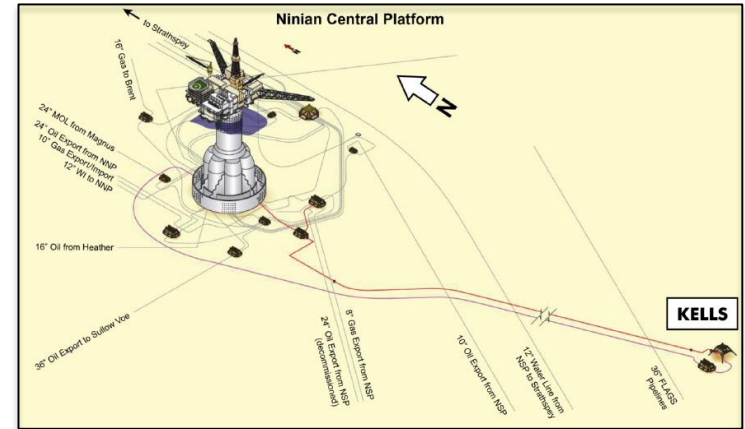 Ninian Central Platform
to Strathspey
16" Gas to Brent
N
24" MOL from Magnus
24" Oil Export from NNP
10" Gas Export/Import
12" WI to NNP
16" Oil from Heather
36" Oil Export to Sullow Voe
KELLS
8" Gas Export from NSP
24" Oil Export from NSP
(decommissioned)
10" Oil Export from NSP
12" Water Line from
NSP to Strathspey
36" FLAGS
Pipelines